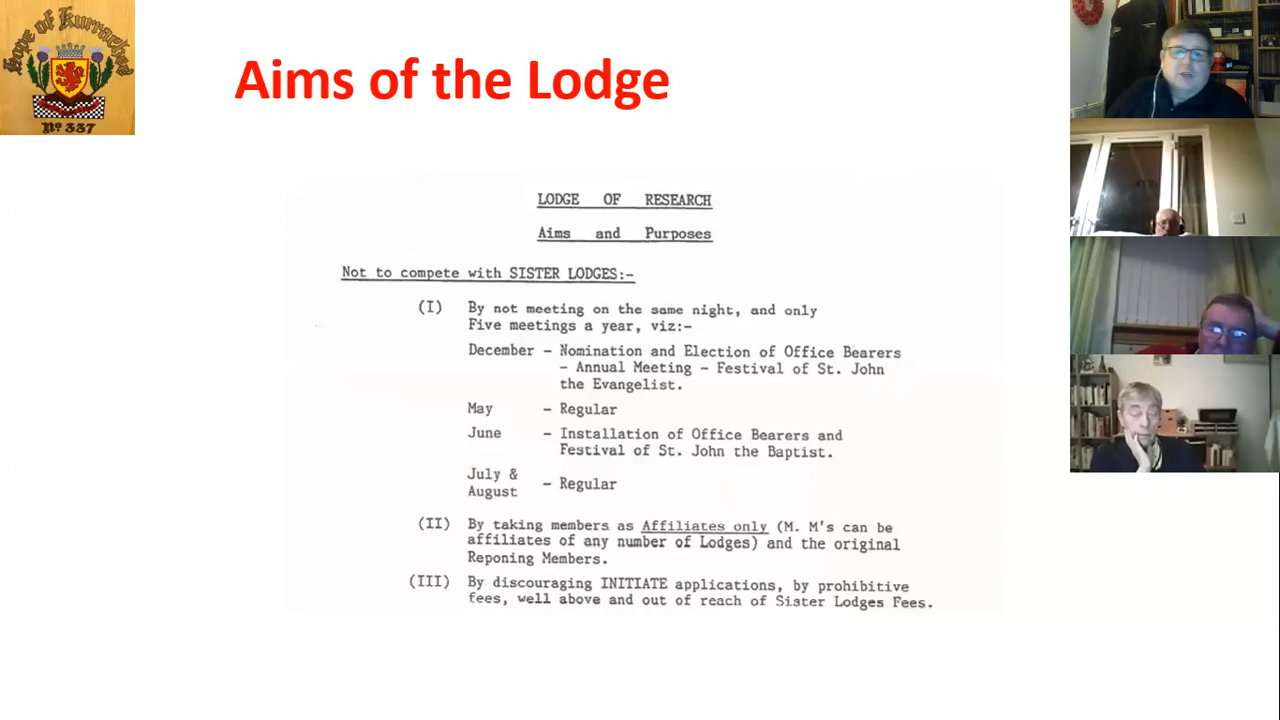 Hope of Kurrachee
Nº 337
Aims of the Lodge
LODGE OF RESEARCH
Aims and Purposes
Not to compete with SISTER LODGES:-
(I) By not meeting on the same night, and only
Five meetings a year, viz:-
December - Nomination and Election of Office Bearers
- Annual Meeting - Festival of St. John
the Evangelist.
May - Regular
June - Installation of Office Bearers and
Festival of St. John the Baptist.
July &
August - Regular
(II) By taking members as Affiliates only (M. M's can be
affiliates of any number of Lodges) and the original
Reponing Members.
(III) By discouraging INITIATE applications, by prohibitive
fees, well above and out of reach of Sister Lodges Fees.